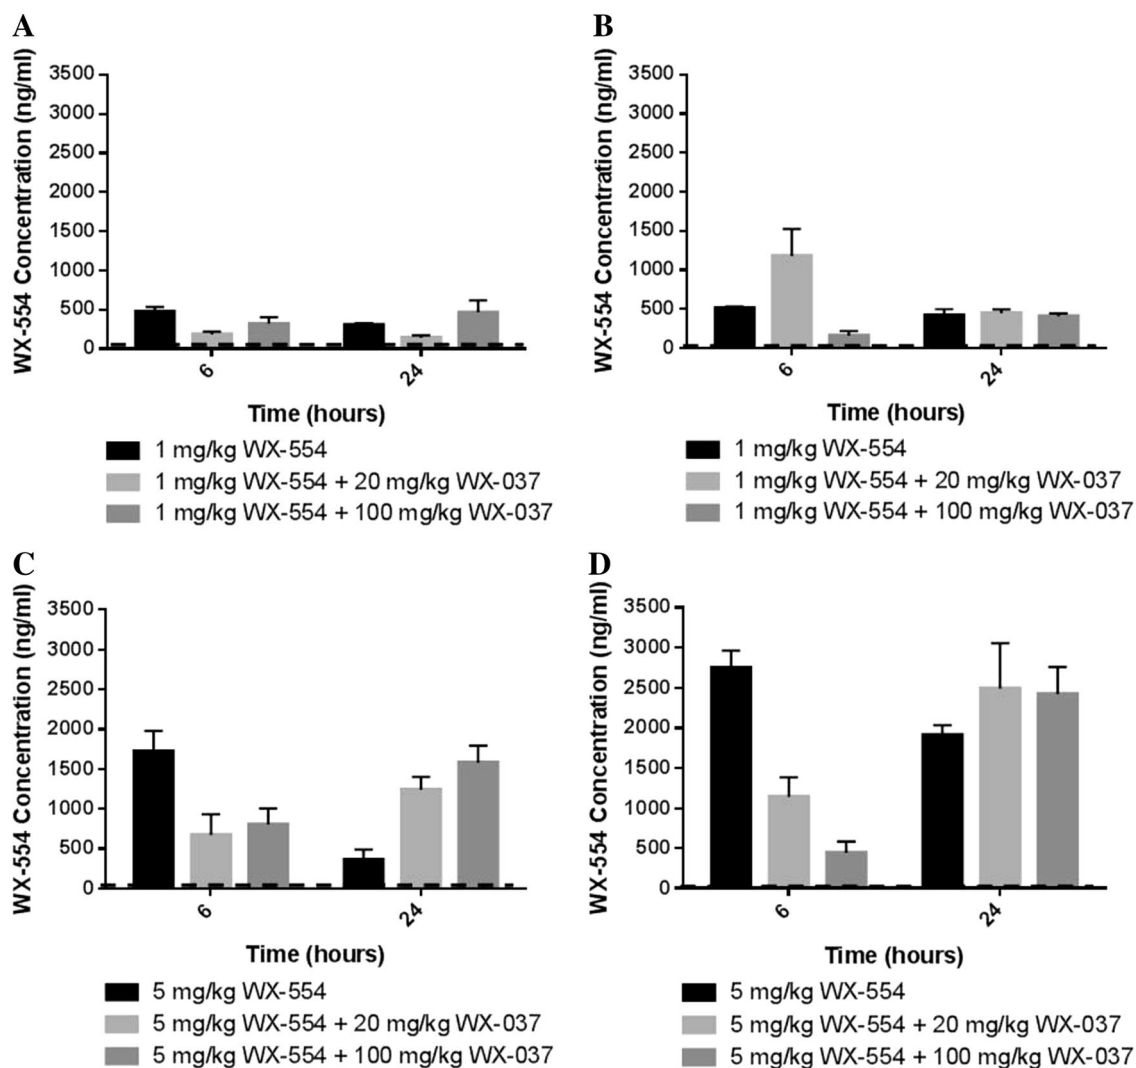 A
WX-554 Concentration (ng/ml)
3500
3000
2500
2000
1500
1000
500
0
6
24
Time (hours)
1 mg/kg WX-554
1 mg/kg WX-554 + 20 mg/kg WX-037
1 mg/kg WX-554 + 100 mg/kg WX-037
B
WX-554 Concentration (ng/ml)
3500
3000
2500
2000
1500
1000
500
0
6
24
Time (hours)
1 mg/kg WX-554
1 mg/kg WX-554 + 20 mg/kg WX-037
1 mg/kg WX-554 + 100 mg/kg WX-037
C
WX-554 Concentration (ng/ml)
3500
3000
2500
2000
1500
1000
500
0
6
24
Time (hours)
5 mg/kg WX-554
5 mg/kg WX-554 + 20 mg/kg WX-037
5 mg/kg WX-554 + 100 mg/kg WX-037
D
WX-554 Concentration (ng/ml)
3500
3000
2500
2000
1500
1000
500
0
6
24
Time (hours)
5 mg/kg WX-554
5 mg/kg WX-554 + 20 mg/kg WX-037
5 mg/kg WX-554 + 100 mg/kg WX-037